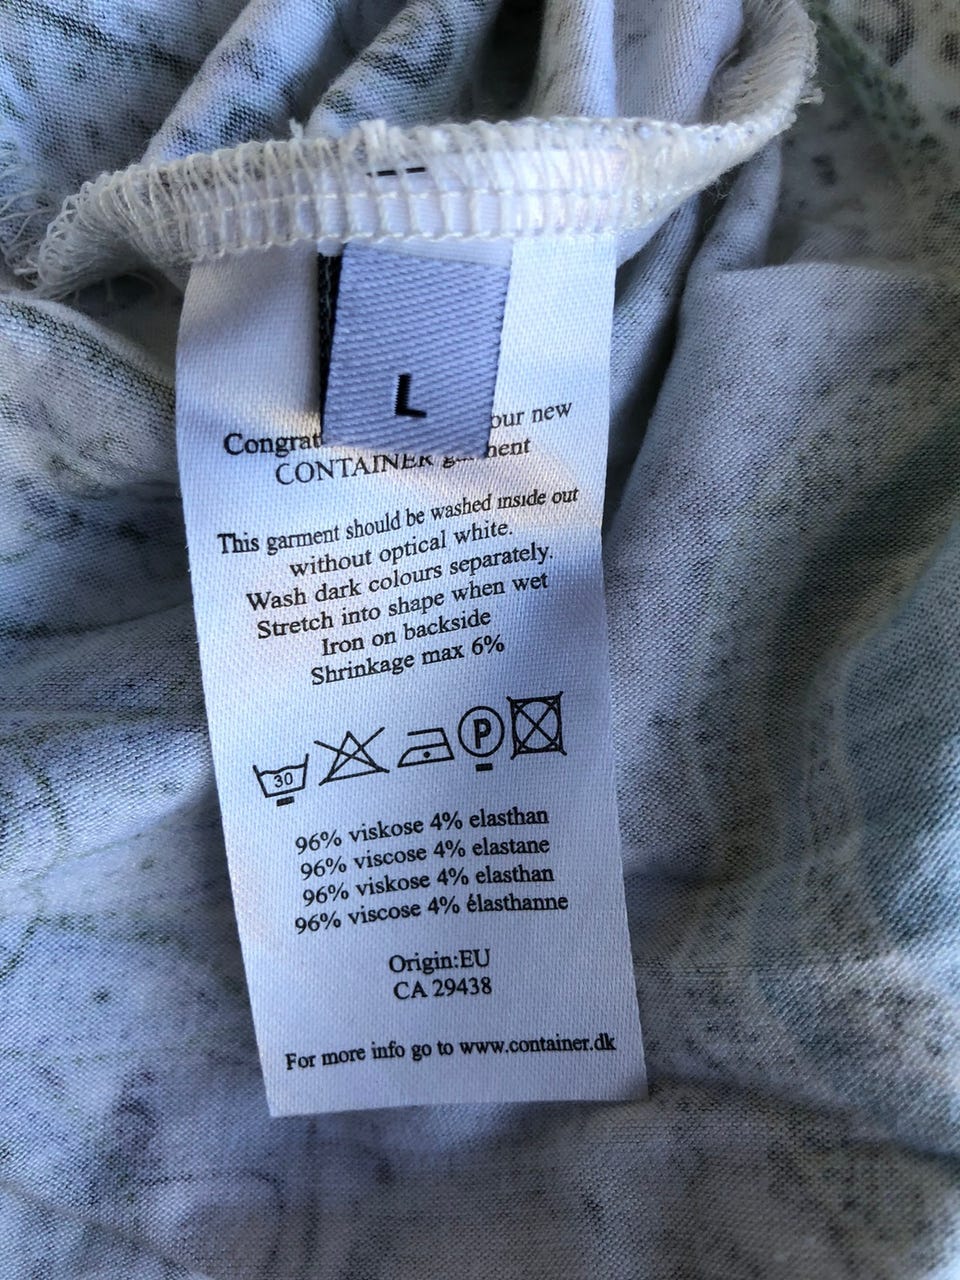 L
Congrat our new
CONTAINER
This garment should be washed inside out
without optical white.
Wash dark colours separately.
Stretch into shape when wet
Iron on backside
Shrinkage max 6%
30
P
96% viskose 4% elasthan
96% viscose 4% elastane
96% viskose 4% elasthan
96% viscose 4% élasthanne
Origin:EU
CA 29438
For more info go to www.container.dk